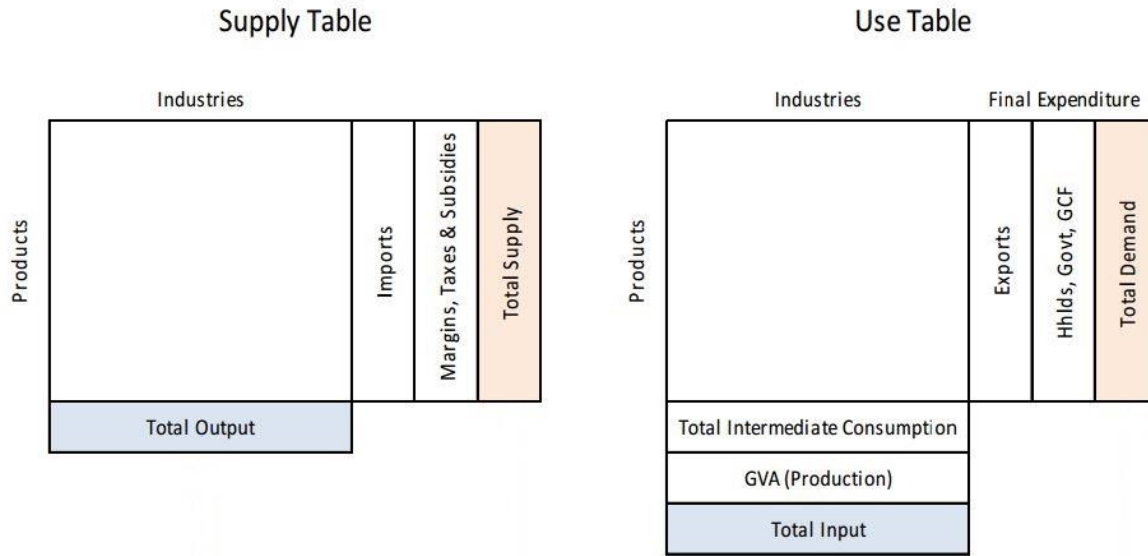 Supply Table
Industries
Products
Imports
Margins, Taxes & Subsidies
Total Supply
Total Output
Use Table
Industries
Final Expenditure
Products
Exports
Hhlds, Govt, GCF
Total Demand
Total Intermediate Consumption
GVA (Production)
Total Input